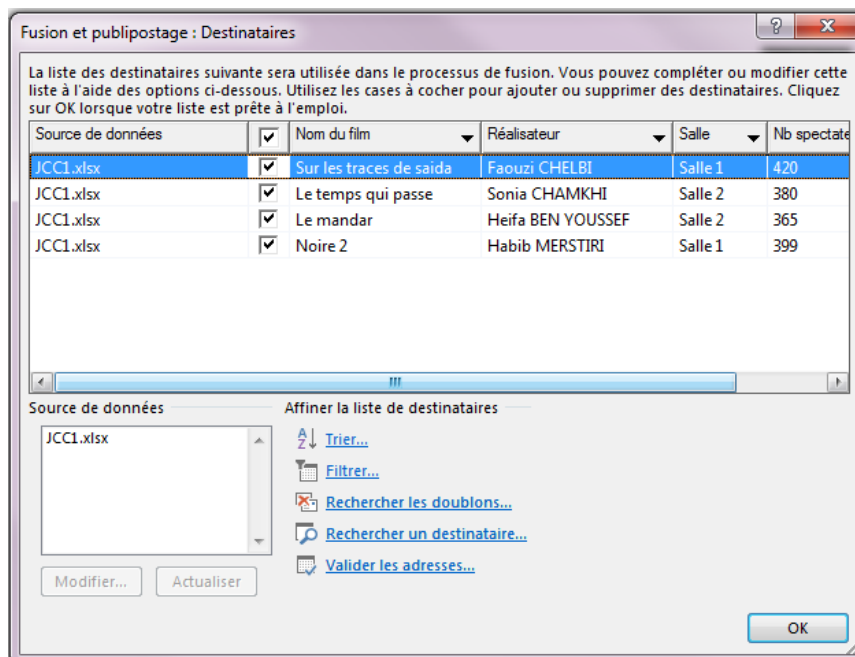 Fusion et publipostage : Destinataires
La liste des destinataires suivante sera utilisée dans le processus de fusion. Vous pouvez compléter ou modifier cette
liste à l'aide des options ci-dessous. Utilisez les cases à cocher pour ajouter ou supprimer des destinataires. Cliquez
sur OK lorsque votre liste est prête à l'emploi.
Source de données Nom du film Réalisateur Salle Nb spectate
JCC1.xlsx Sur les traces de saida Faouzi CHELBI Salle 1 420
JCC1.xlsx Le temps qui passe Sonia CHAMKHI Salle 2 380
JCC1.xlsx Le mandar Heifa BEN YOUSSEF Salle 2 365
JCC1.xlsx Noire 2 Habib MERSTIRI Salle 1 399
Source de données Affiner la liste de destinataires
JCC1.xlsx
Trier...
Filtrer...
Rechercher les doublons...
Rechercher un destinataire...
Valider les adresses...
Modifier... Actualiser
OK